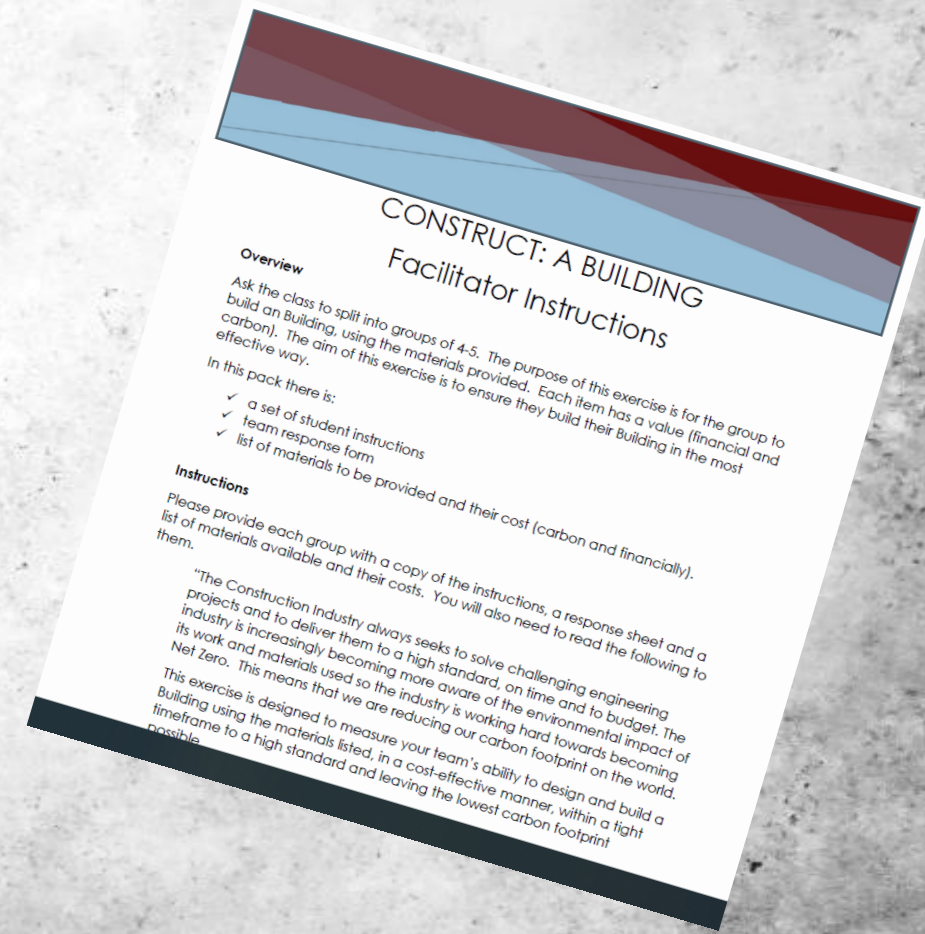 CONSTRUCT: A BUILDING
Facilitator Instructions
Overview
Ask the class to split into groups of 4-5. The purpose of this exercise is for the group to
build an Building, using the materials provided. Each item has a value (financial and
carbon). The aim of this exercise is to ensure they build their Building in the most
effective way.
In this pack there is:
✓ a set of student instructions
✓ team response form
✓ list of materials to be provided and their cost (carbon and financially).
Instructions
Please provide each group with a copy of the instructions, a response sheet and a
list of materials available and their costs. You will also need to read the following to
them.
"The Construction Industry always seeks to solve challenging engineering
projects and to deliver them to a high standard, on time and to budget. The
industry is increasingly becoming more aware of the environmental impact of
its work and materials used so the industry is working hard towards becoming
Net Zero. This means that we are reducing our carbon footprint on the world.
This exercise is designed to measure your team's ability to design and build a
Building using the materials listed, in a cost-effective manner, within a tight
timeframe to a high standard and leaving the lowest carbon footprint
possible